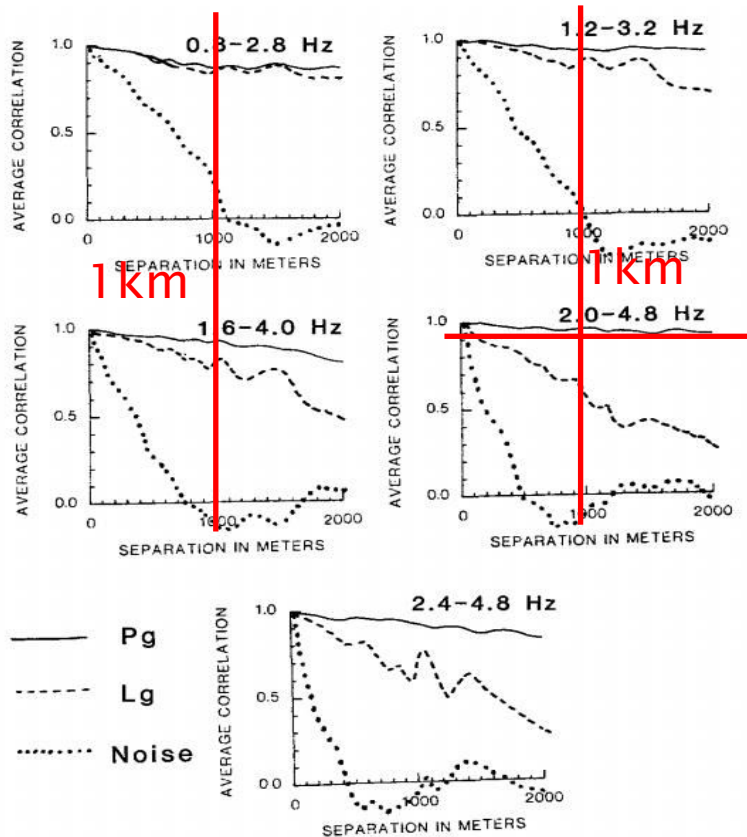 0.8–2.8 Hz
AVERAGE CORRELATION
1.0
0.5
0.0
0
1000
2000
SEPARATION IN METERS
1km
1.2–3.2 Hz
AVERAGE CORRELATION
1.0
0.5
0.0
0
1000
2000
SEPARATION IN METERS
1km
1.6–4.0 Hz
AVERAGE CORRELATION
1.0
0.5
0.0
0
1000
2000
SEPARATION IN METERS
2.0–4.8 Hz
AVERAGE CORRELATION
1.0
0.5
0.0
0
1000
2000
SEPARATION IN METERS
2.4–4.8 Hz
AVERAGE CORRELATION
1.0
0.5
0.0
0
1000
2000
SEPARATION IN METERS
Pg
Lg
Noise